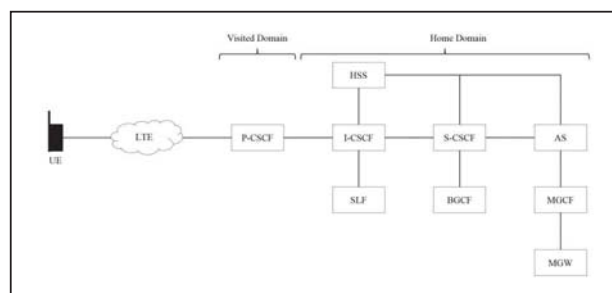 Visited Domain
Home Domain
HSS
LTE
P-CSCF
I-CSCF
S-CSCF
AS
UE
SLF
BGCF
MGCF
MGW